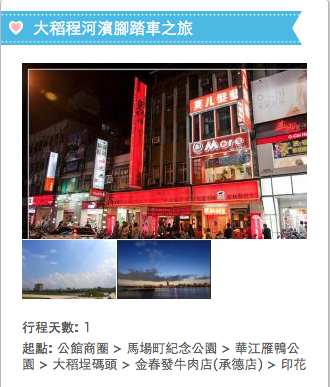 大稻程河濱腳踏車之旅
More
行程天數: 1
起點: 公館商圈 > 馬場町紀念公園 > 華江雁鴨公
園 > 大稻埕碼頭 > 金春發牛肉店(承德店) > 印花